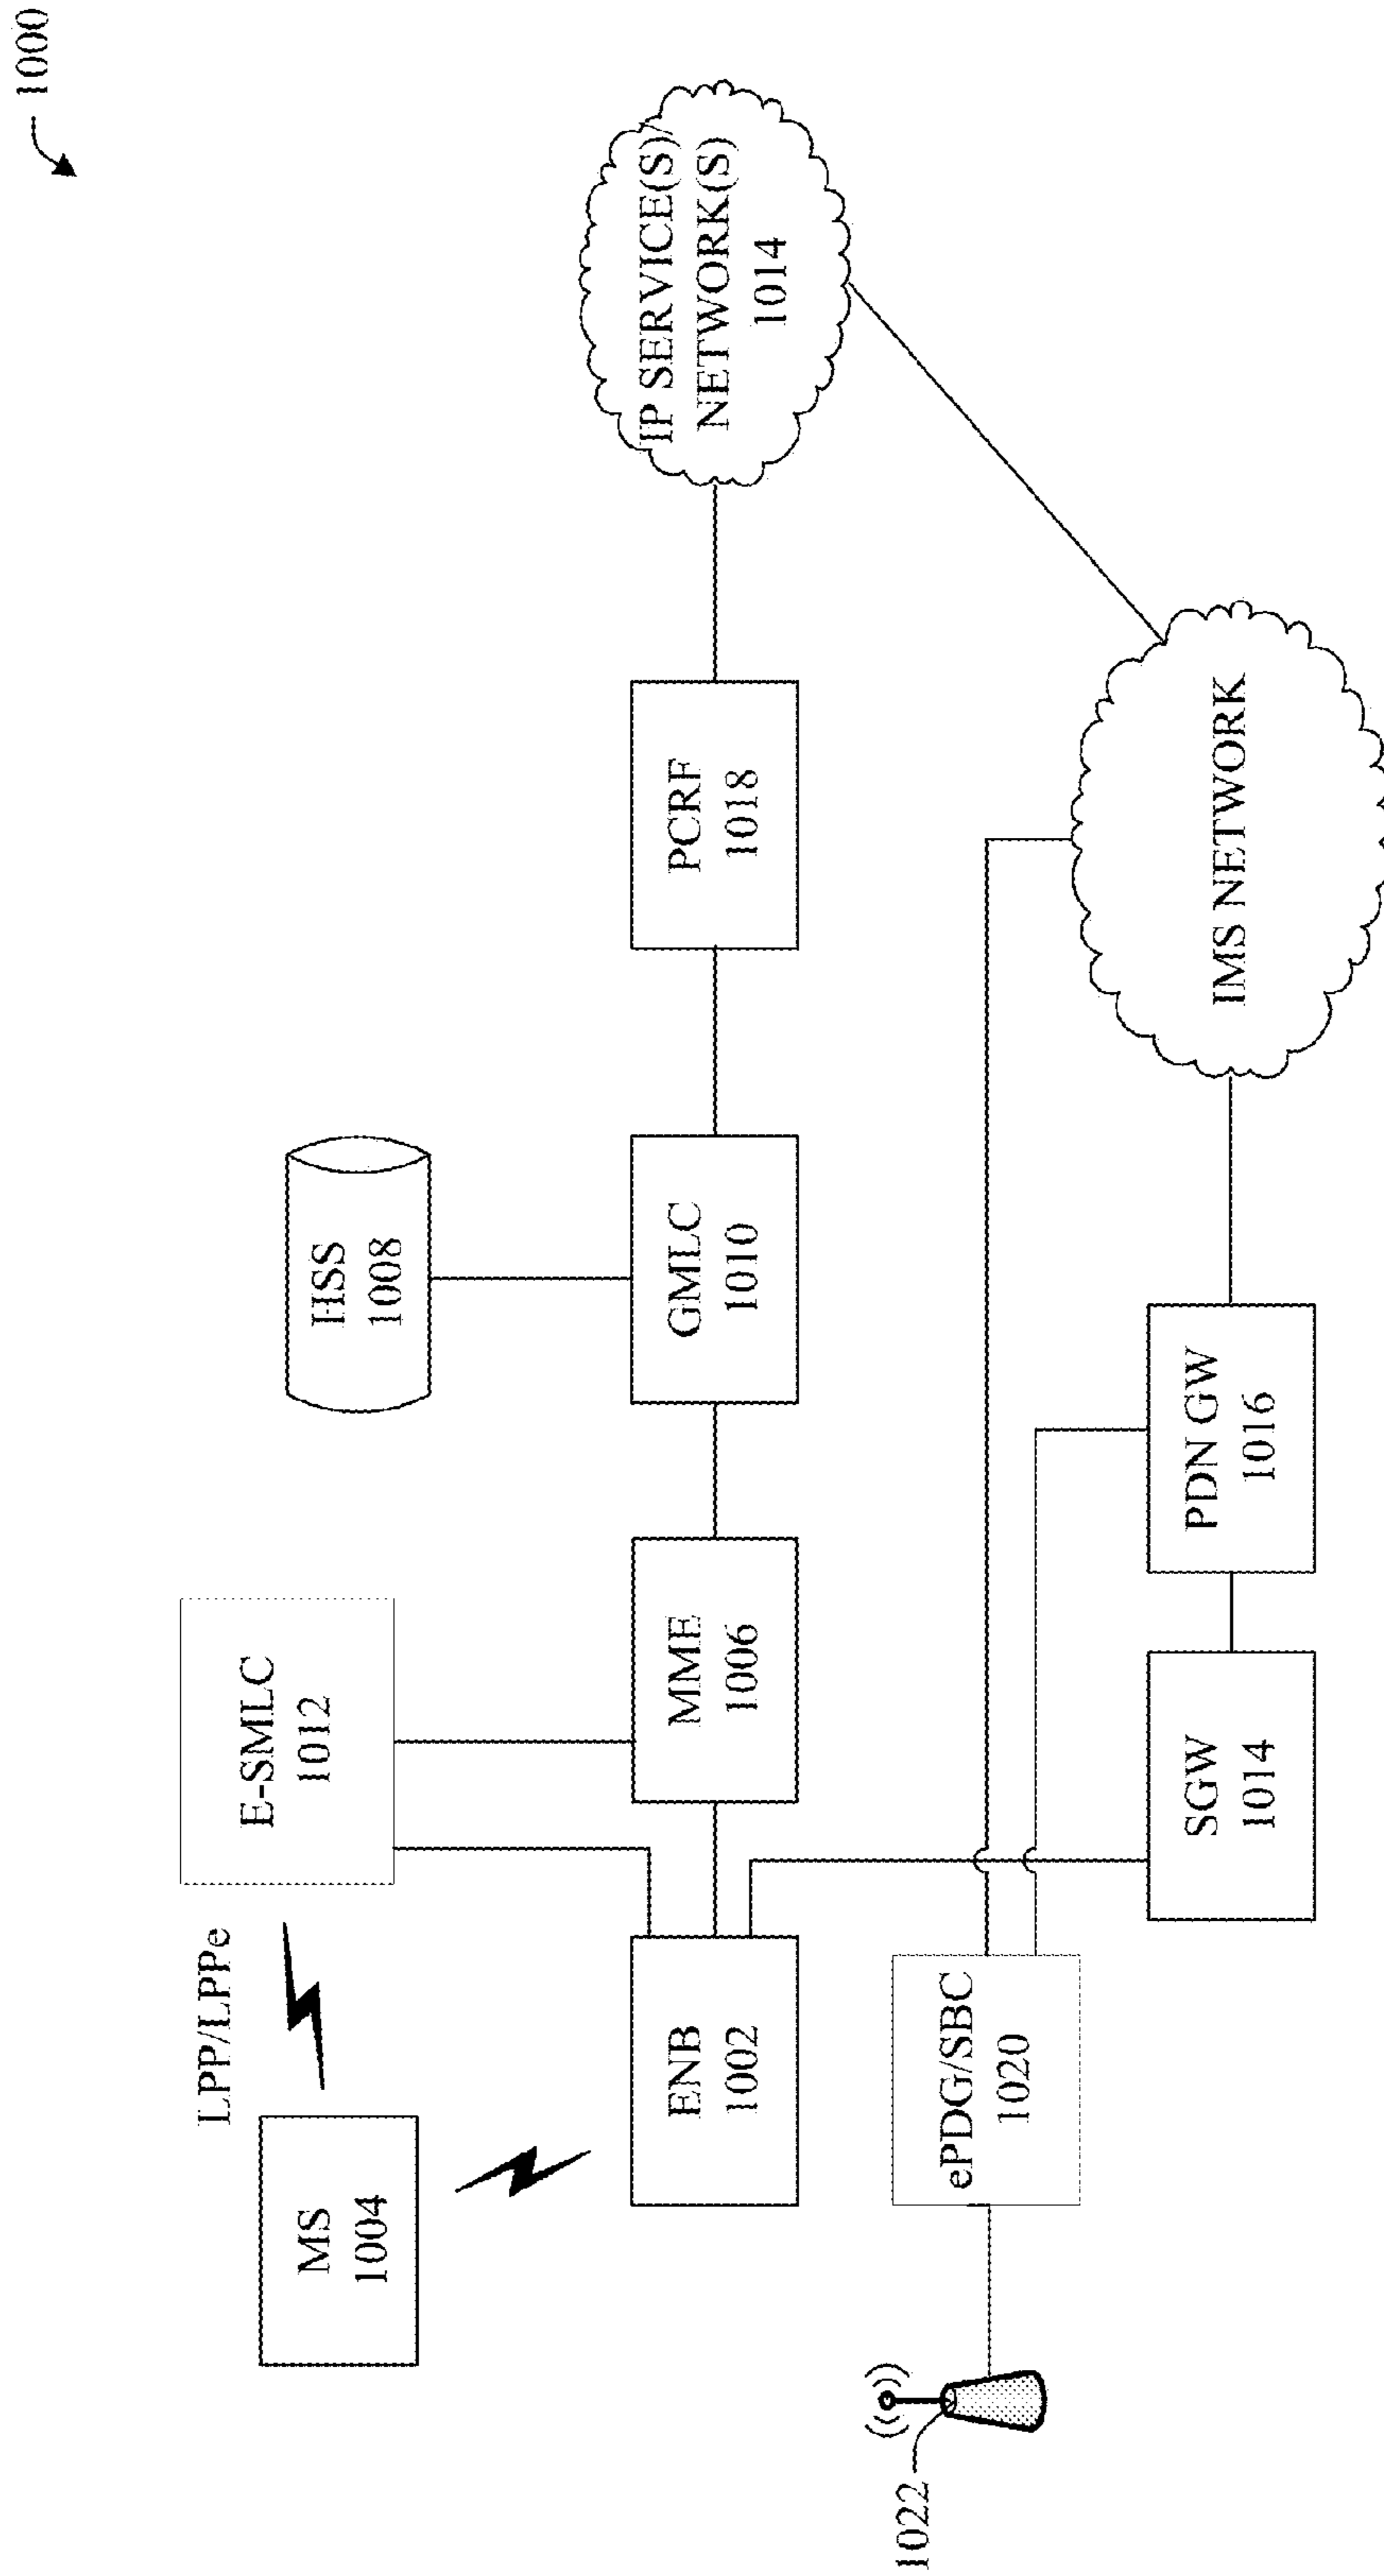 1000
LPP/LPPe
MS
1004
E-SMLC
1012
HSS
1008
ENB
1002
MME
1006
GMLC
1010
PCRF
1018
IP SERVICE(S)/
NETWORK(S)
1014
1022
ePDG/SBC
1020
SGW
1014
PDN GW
1016
IMS NETWORK